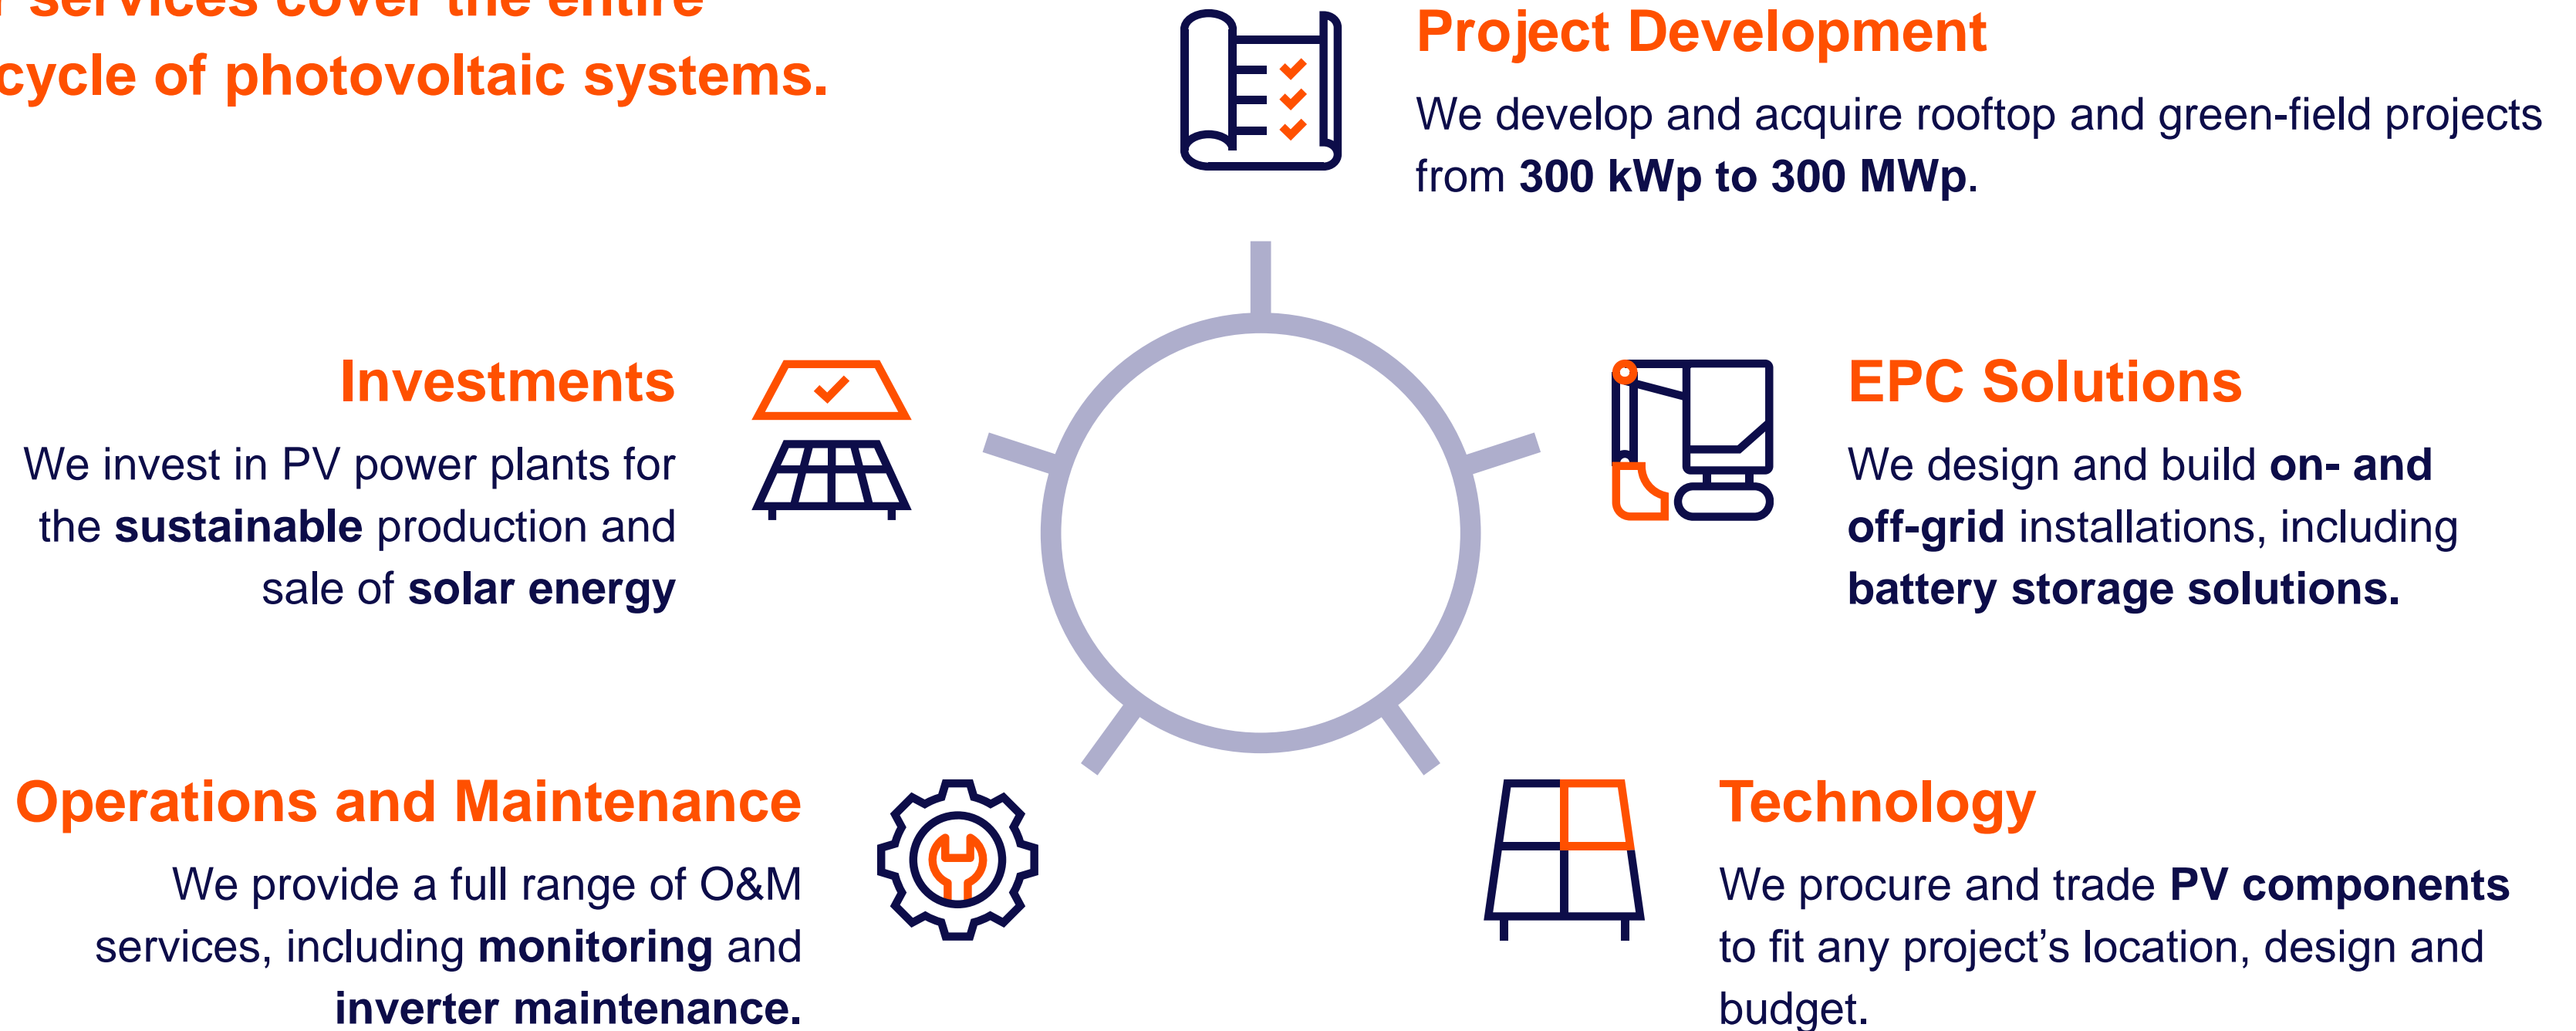 services cover the entire
cycle of photovoltaic systems.
Project Development
We develop and acquire rooftop and green-field projects
from 300 kWp to 300 MWp.
Investments
We invest in PV power plants for
the sustainable production and
sale of solar energy
EPC Solutions
We design and build on- and
off-grid installations, including
battery storage solutions.
Operations and Maintenance
We provide a full range of O&M
services, including monitoring and
inverter maintenance.
Technology
We procure and trade PV components
to fit any project's location, design and
budget.